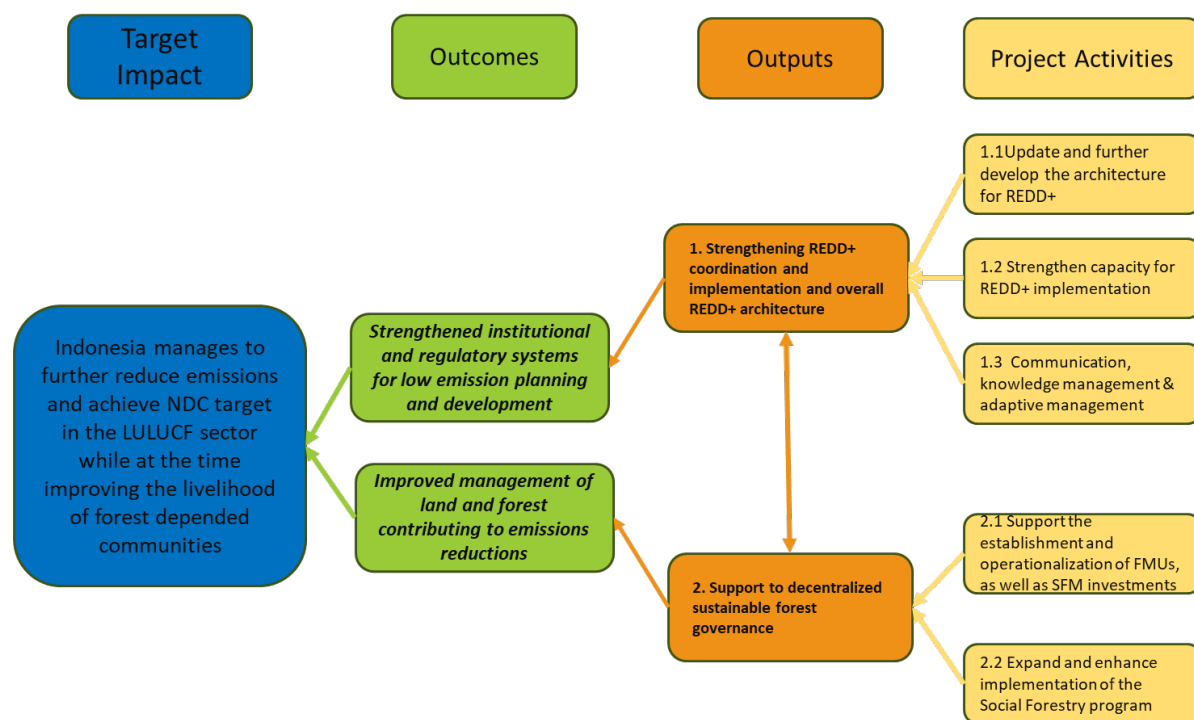 Target
Impact
Outcomes
Outputs
Project Activities
Indonesia manages to
further reduce emissions
and achieve NDC target
in the LULUCF sector
while at the time
improving the livelihood
of forest depended
communities
Strengthened institutional
and regulatory systems
for low emission planning
and development
Improved management of
land and forest
contributing to emissions
reductions
1. Strengthening REDD+
coordination and
implementation and overall
REDD+ architecture
2. Support to decentralized
sustainable forest
governance
1.1Update and further
develop the architecture
for REDD+
1.2 Strengthen capacity for
REDD+ implementation
1.3 Communication,
knowledge management &
adaptive management
2.1 Support the
establishment and
operationalization of FMUs,
as well as SFM investments
2.2 Expand and enhance
implementation of the
Social Forestry program